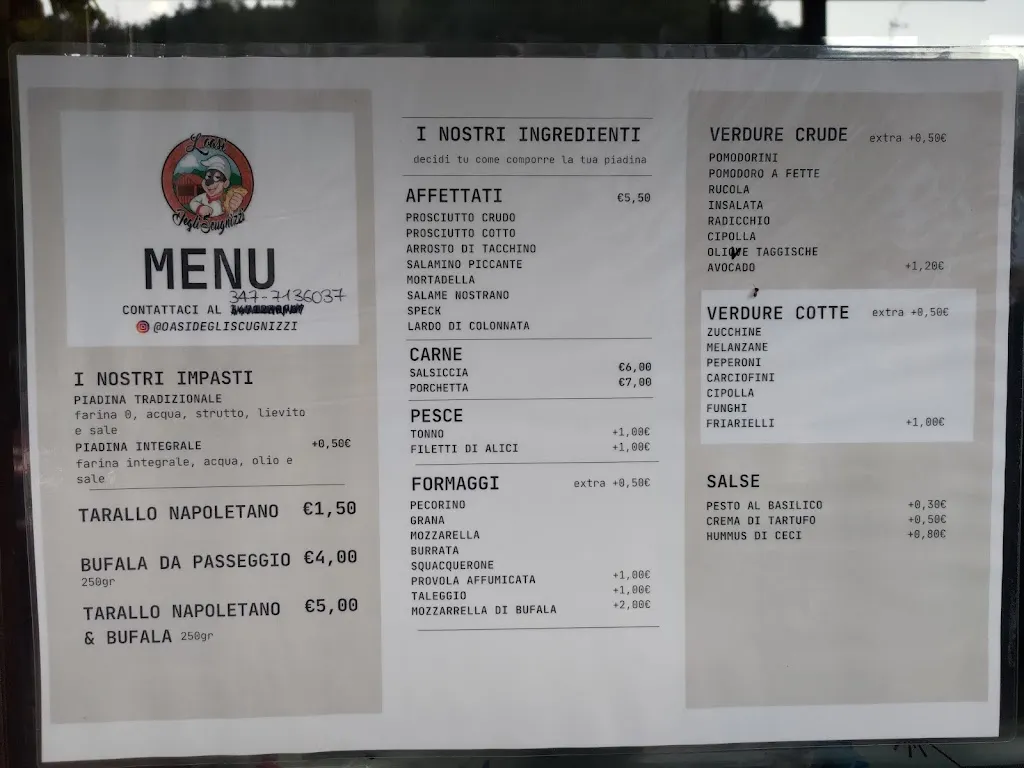 L'oasi
degli Scugnizzi
MENU
347-7136037
CONTATTACI AL
@OASIDEGLISCUGNIZZI
I NOSTRI IMPASTI
PIADINA TRADIZIONALE
farina 0, acqua, strutto, lievito
e sale
PIADINA INTEGRALE +0,50€
farina integrale, acqua, olio e
sale
TARALLO NAPOLETANO €1,50
BUFALA DA PASSEGGIO €4,00
250gr
TARALLO NAPOLETANO €5,00
& BUFALA 250gr
I NOSTRI INGREDIENTI
decidi tu come comporre la tua piadina
AFFETTATI €5,50
PROSCIUTTO CRUDO
PROSCIUTTO COTTO
ARROSTO DI TACCHINO
SALAMINO PICCANTE
MORTADELLA
SALAME NOSTRANO
SPECK
LARDO DI COLONNATA
CARNE
SALSICCIA €6,00
PORCHETTA €7,00
PESCE
TONNO +1,00€
FILETTI DI ALICI +1,00€
FORMAGGI extra +0,50€
PECORINO
GRANA
MOZZARELLA
BURRATA
SQUACQUERONE
PROVOLA AFFUMICATA +1,00€
TALEGGIO +1,00€
MOZZARRELLA DI BUFALA +2,00€
VERDURE CRUDE extra +0,50€
POMODORINI
POMODORO A FETTE
RUCOLA
INSALATA
RADICCHIO
CIPOLLA
OLIVE TAGGISCHE
AVOCADO +1,20€
VERDURE COTTE extra +0,50€
ZUCCHINE
MELANZANE
PEPERONI
CARCIOFINI
CIPOLLA
FUNGHI
FRIARIELLI +1,00€
SALSE
PESTO AL BASILICO +0,30€
CREMA DI TARTUFO +0,50€
HUMMUS DI CECI +0,80€